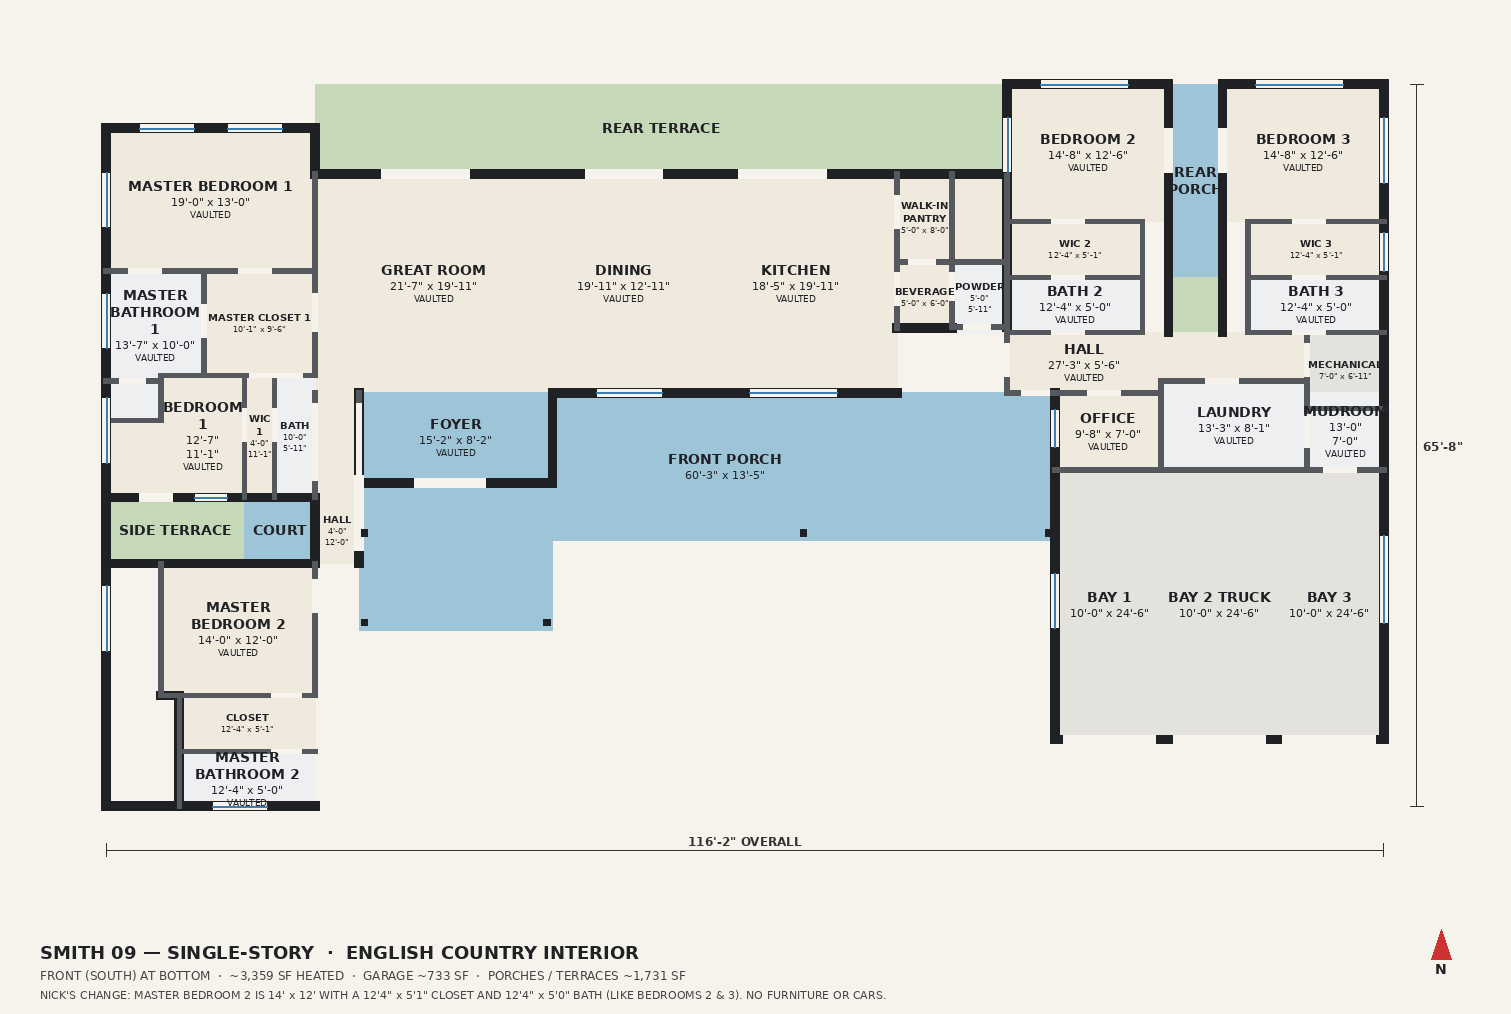 REAR TERRACE
MASTER BEDROOM 1
19'-0" x 13'-0"
VAULTED
BEDROOM 2
14'-8" x 12'-6"
VAULTED
REAR
PORCH
BEDROOM 3
14'-8" x 12'-6"
VAULTED
GREAT ROOM
21'-7" x 19'-11"
VAULTED
DINING
19'-11" x 12'-11"
VAULTED
KITCHEN
18'-5" x 19'-11"
VAULTED
WALK-IN
PANTRY
5'-0" x 8'-0"
BEVERAGE
5'-0" x 6'-0"
POWDER
5'-0"
5'-11"
WIC 2
12'-4" x 5'-1"
WIC 3
12'-4" x 5'-1"
BATH 2
12'-4" x 5'-0"
VAULTED
BATH 3
12'-4" x 5'-0"
VAULTED
MASTER
BATHROOM
1
13'-7" x 10'-0"
VAULTED
MASTER CLOSET 1
10'-1" x 9'-6"
HALL
27'-3" x 5'-6"
VAULTED
MECHANICAL
7'-0" x 6'-11"
BEDROOM
1
12'-7"
11'-1"
VAULTED
WIC
1
4'-0"
11'-1"
BATH
10'-0"
5'-11"
FOYER
15'-2" x 8'-2"
VAULTED
FRONT PORCH
60'-3" x 13'-5"
OFFICE
9'-8" x 7'-0"
VAULTED
LAUNDRY
13'-3" x 8'-1"
VAULTED
MUDROOM
13'-0"
7'-0"
VAULTED
65'-8"
SIDE TERRACE
COURT
HALL
4'-0"
12'-0"
MASTER
BEDROOM 2
14'-0" x 12'-0"
VAULTED
BAY 1
10'-0" x 24'-6"
BAY 2 TRUCK
10'-0" x 24'-6"
BAY 3
10'-0" x 24'-6"
CLOSET
12'-4" x 5'-1"
MASTER
BATHROOM 2
12'-4" x 5'-0"
VAULTED
116'-2" OVERALL
SMITH 09 — SINGLE-STORY · ENGLISH COUNTRY INTERIOR
FRONT (SOUTH) AT BOTTOM · ~3,359 SF HEATED · GARAGE ~733 SF · PORCHES / TERRACES ~1,731 SF
NICK'S CHANGE: MASTER BEDROOM 2 IS 14' x 12' WITH A 12'4" x 5'1" CLOSET AND 12'4" x 5'0" BATH (LIKE BEDROOMS 2 & 3). NO FURNITURE OR CARS.
N